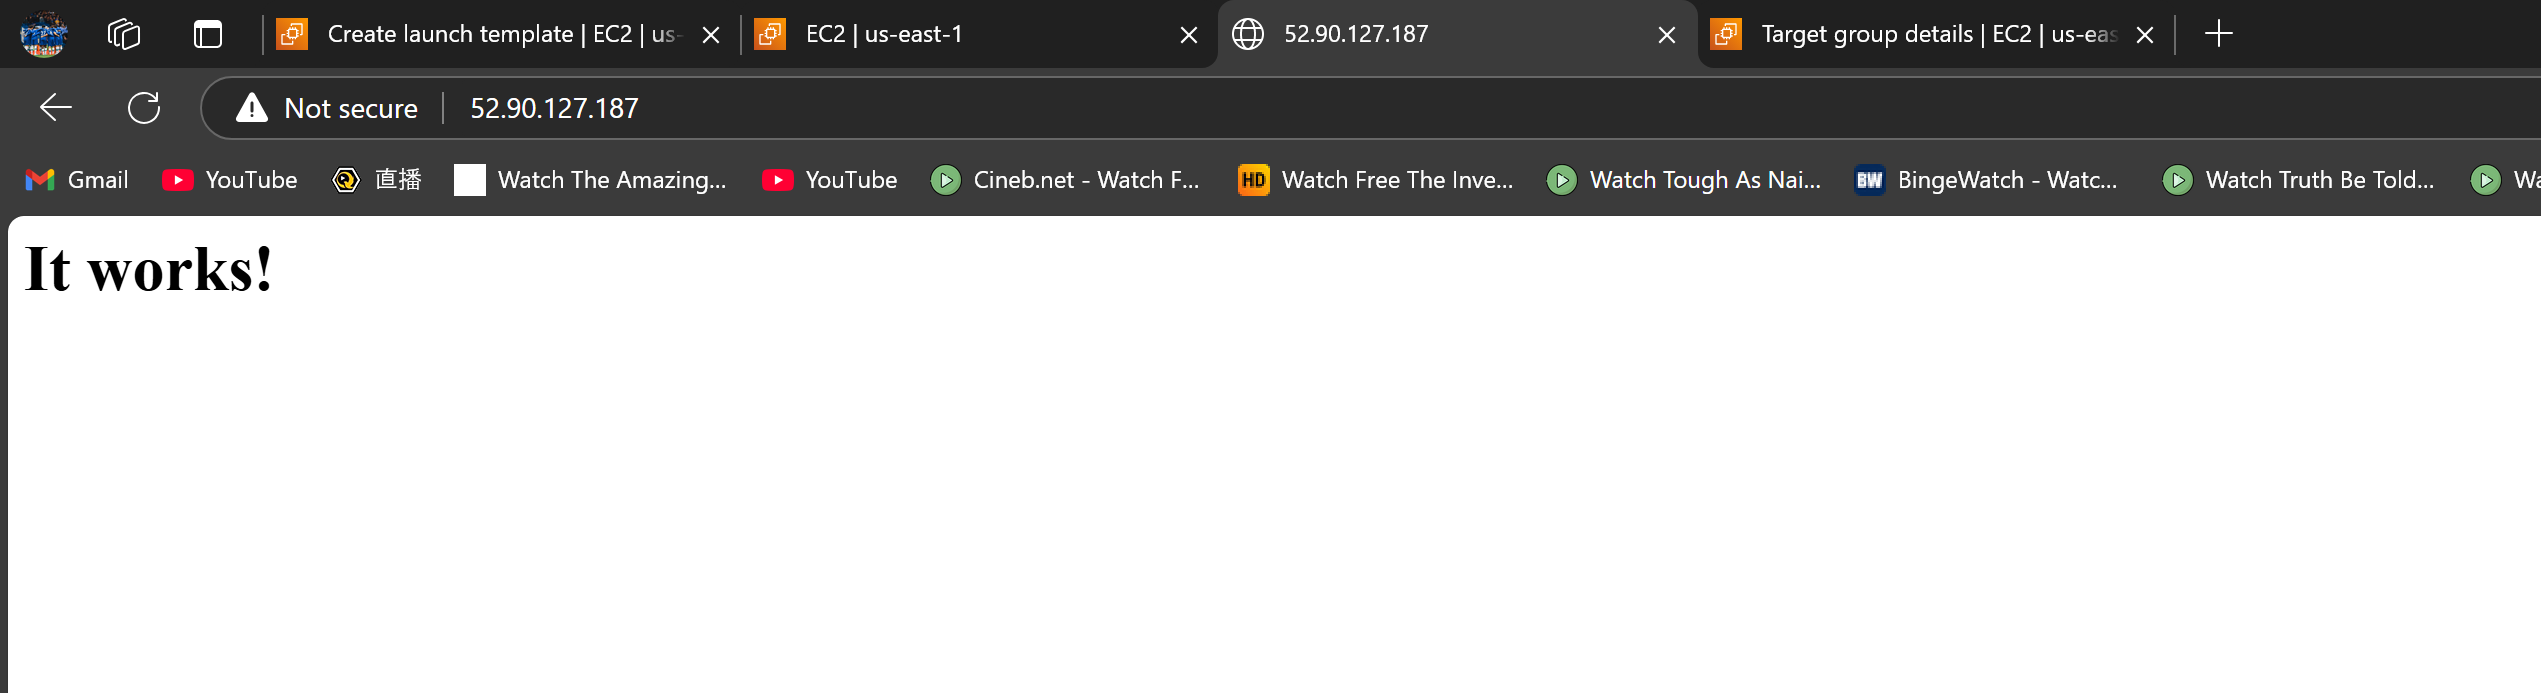 Create launch template | EC2 | us-
EC2 | us-east-1
52.90.127.187
Target group details | EC2 | us-eas
Not secure
52.90.127.187
Gmail
YouTube
直播
Watch The Amazing...
YouTube
Cineb.net - Watch F...
HD
Watch Free The Inve...
Watch Tough As Nai...
BW
BingeWatch - Watc...
Watch Truth Be Told...
Wa
It works!